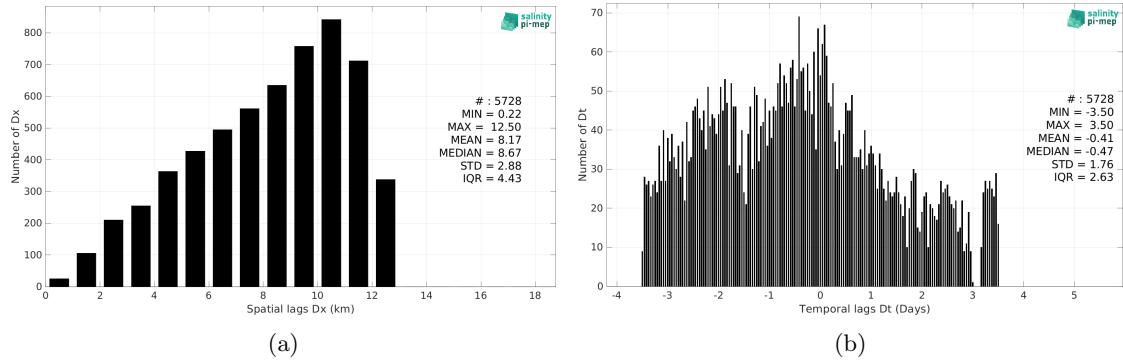 800
700
600
500
400
300
200
100
0
Number of Dx
0 2 4 6 8 10 12 14 16 18
Spatial lags Dx (km)
salinity
pi-mep
# : 5728
MIN = 0.22
MAX = 12.50
MEAN = 8.17
MEDIAN = 8.67
STD = 2.88
IQR = 4.43
(a)
70
60
50
40
30
20
10
0
Number of Dt
-4 -3 -2 -1 0 1 2 3 4 5
Temporal lags Dt (Days)
salinity
pi-mep
# : 5728
MIN = -3.50
MAX = 3.50
MEAN = -0.41
MEDIAN = -0.47
STD = 1.76
IQR = 2.63
(b)